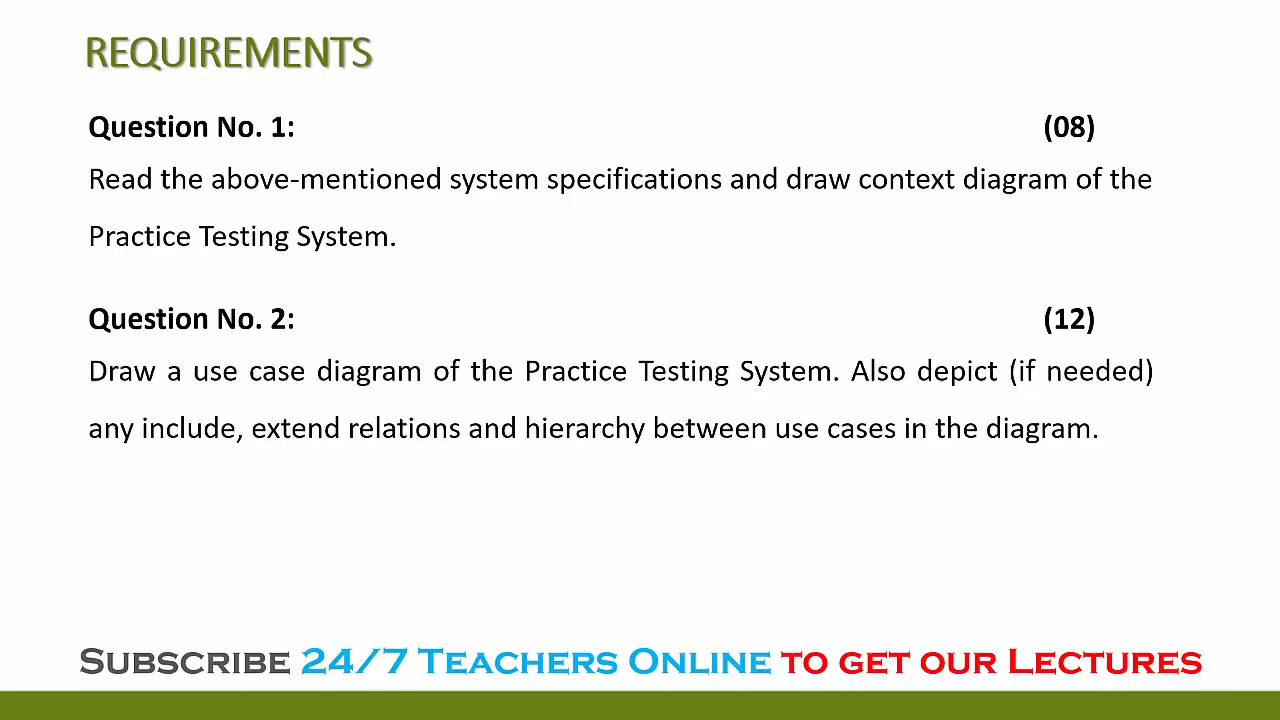 REQUIREMENTS
Question No. 1: (08)
Read the above-mentioned system specifications and draw context diagram of the
Practice Testing System.
Question No. 2: (12)
Draw a use case diagram of the Practice Testing System. Also depict (if needed)
any include, extend relations and hierarchy between use cases in the diagram.
SUBSCRIBE 24/7 TEACHERS ONLINE TO GET OUR LECTURES